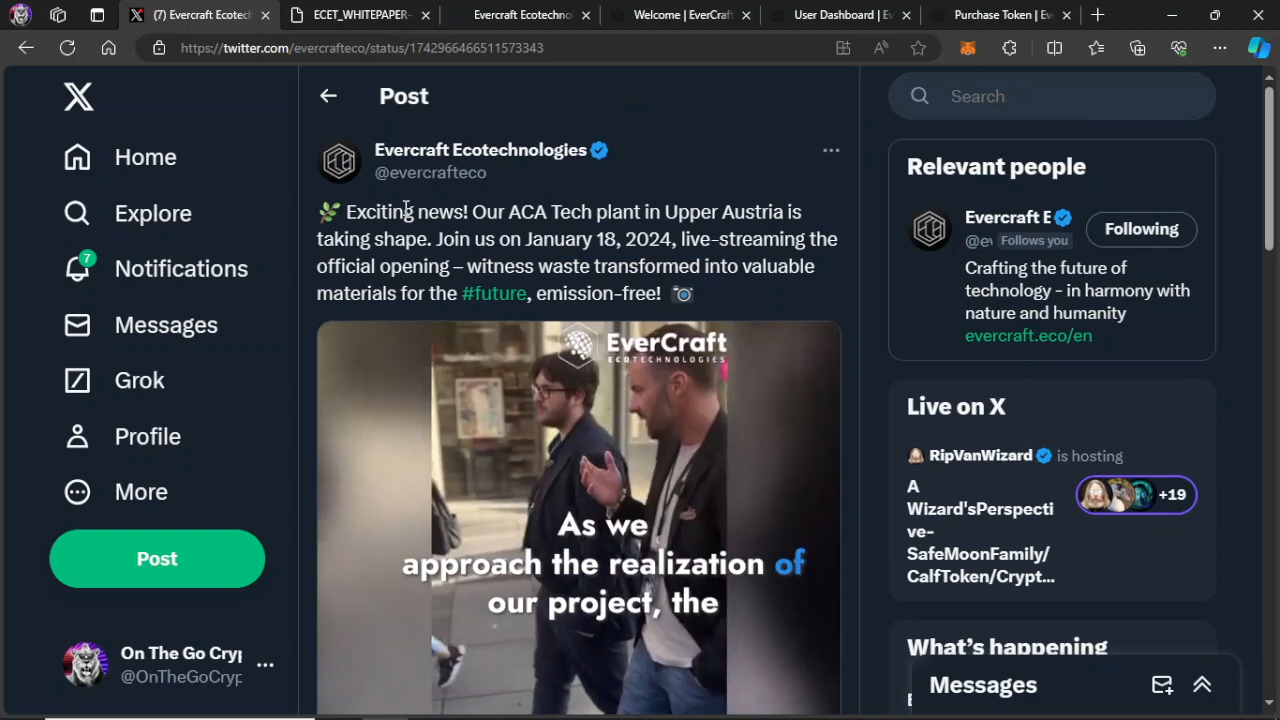 (7) Evercraft Ecotech
ECET_WHITEPAPER-
Evercraft Ecotechno
Welcome | EverCraf
User Dashboard | Ev
Purchase Token | Eve
https://twitter.com/evercrafteco/status/1742966466511573343
Post
Search
Home
Explore
7
Notifications
Messages
Grok
Profile
More
Post
On The Go Cryp
@OnTheGoCryp
Evercraft Ecotechnologies
@evercrafteco
Exciting news! Our ACA Tech plant in Upper Austria is
taking shape. Join us on January 18, 2024, live-streaming the
official opening – witness waste transformed into valuable
materials for the #future, emission-free!
EverCraft
ECOTECHNOLOGIES
As we
approach the realization of
our project, the
Relevant people
Evercraft E
@ev Follows you
Following
Crafting the future of
technology - in harmony with
nature and humanity
evercraft.eco/en
Live on X
RipVanWizard is hosting
A
Wizard'sPerspecti
ve-
SafeMoonFamily/
CalfToken/Crypt...
+19
What's happening
Messages